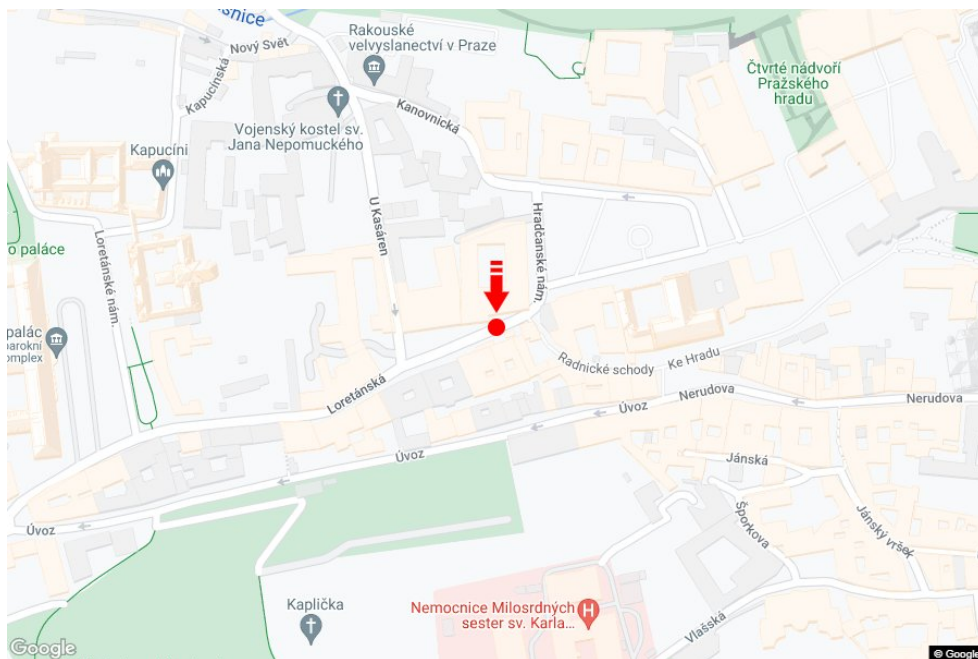 Nový Svět
Rakouské
velvyslanectví v Praze
Čtvrté nádvoří
Pražského
hradu
Kapucínská
Kanovnická
Vojenský kostel sv.
Jana Nepomuckého
Kapucíni
U Kasáren
Hradčanské nám.
o paláce
Loretánské nám.
palác
parokní
omplex
Radnické schody
Ke Hradu
Loretánská
Nerudova
Úvoz
Nerudova
Úvoz
Jánská
Úvoz
Šporkova
Jánský vršek
Kaplička
Nemocnice Milosrdných
sester sv. Karla...
Vlašská
Google
© Google